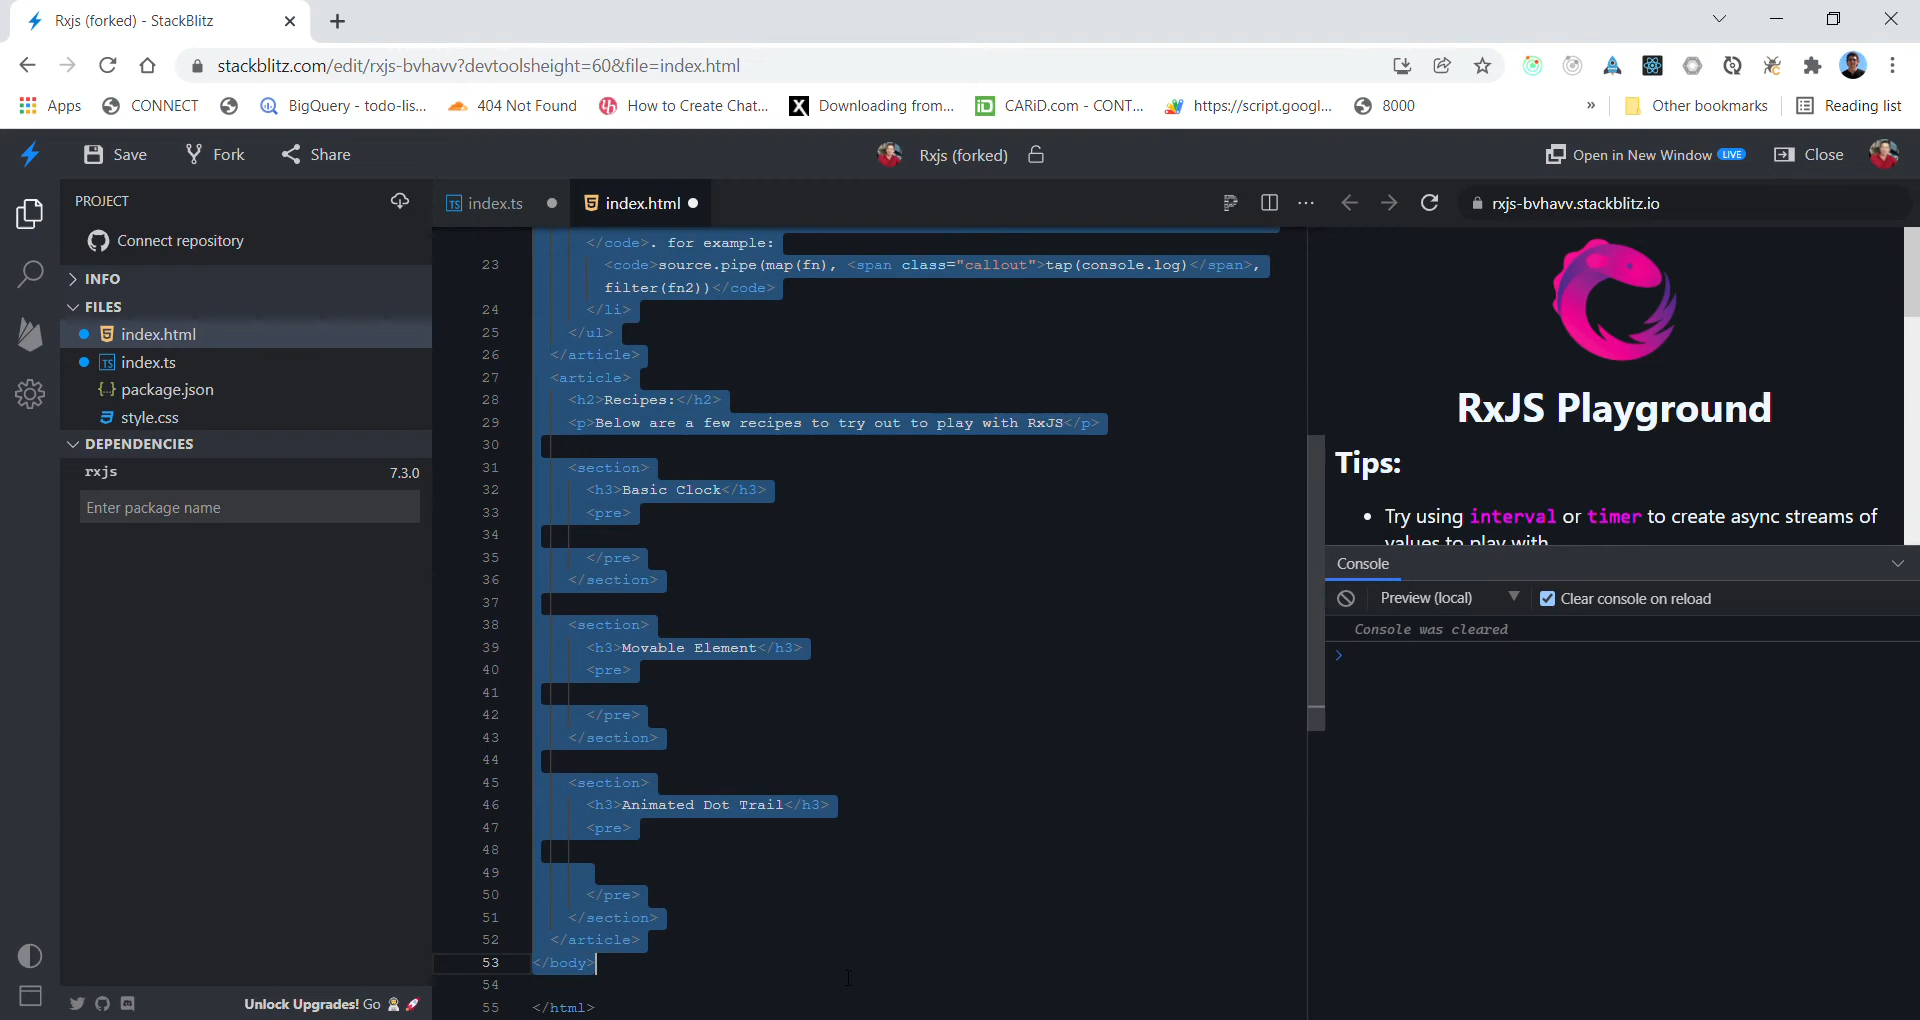 Rxjs (forked) - StackBlitz
stackblitz.com/edit/rxjs-bvhavv?devtoolsheight=60&file=index.html
Apps
CONNECT
BigQuery - todo-lis...
404 Not Found
How to Create Chat...
Downloading from...
CARiD.com - CONT...
https://script.googl...
8000
»
Other bookmarks
Reading list
Save
Fork
Share
Rxjs (forked)
Open in New Window LIVE
Close
PROJECT
Connect repository
INFO
FILES
index.html
index.ts
package.json
style.css
DEPENDENCIES
rxjs 7.3.0
Enter package name
Unlock Upgrades! Go
TS index.ts
index.html
</code>. for example:
23 <code>source.pipe(map(fn), <span class="callout">tap(console.log)</span>,
filter(fn2))</code>
24 </li>
25 </ul>
26 </article>
27 <article>
28 <h2>Recipes:</h2>
29 <p>Below are a few recipes to try out to play with RxJS</p>
30
31 <section>
32 <h3>Basic Clock</h3>
33 <pre>
34
35 </pre>
36 </section>
37
38 <section>
39 <h3>Movable Element</h3>
40 <pre>
41
42 </pre>
43 </section>
44
45 <section>
46 <h3>Animated Dot Trail</h3>
47 <pre>
48
49
50 </pre>
51 </section>
52 </article>
53 </body>
54
55 </html>
rxjs-bvhavv.stackblitz.io
RxJS Playground
Tips:
• Try using interval or timer to create async streams of
values to play with
Console
Preview (local)
Clear console on reload
Console was cleared